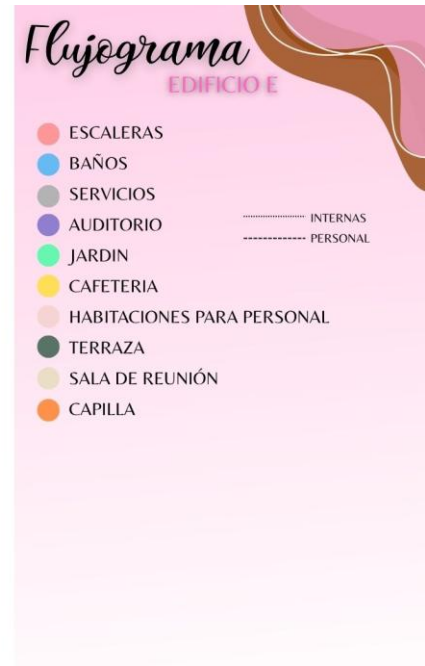 Flujograma
EDIFICIO E
ESCALERAS
BAÑOS
SERVICIOS
AUDITORIO
JARDIN
CAFETERIA
HABITACIONES PARA PERSONAL
TERRAZA
SALA DE REUNIÓN
CAPILLA
INTERNAS
PERSONAL